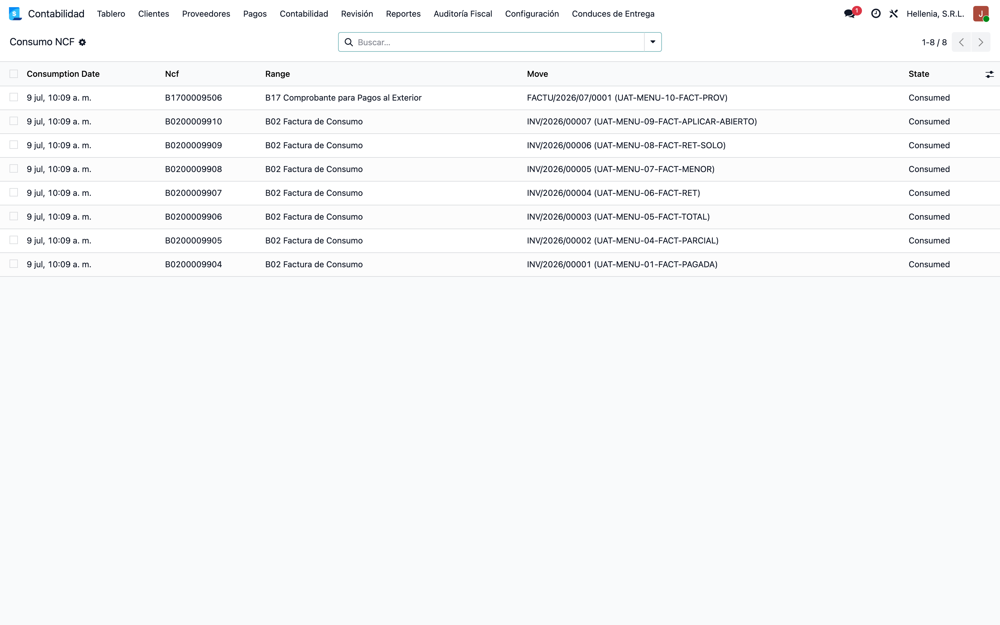 $ Contabilidad Tablero Clientes Proveedores Pagos Contabilidad Revisión Reportes Auditoría Fiscal Configuración Conduces de Entrega 1 Hellenia, S.R.L. J
Consumo NCF Buscar... 1-8 / 8
Consumption Date Ncf Range Move State
9 jul, 10:09 a. m. B1700009506 B17 Comprobante para Pagos al Exterior FACTU/2026/07/0001 (UAT-MENU-10-FACT-PROV) Consumed
9 jul, 10:09 a. m. B0200009910 B02 Factura de Consumo INV/2026/00007 (UAT-MENU-09-FACT-APLICAR-ABIERTO) Consumed
9 jul, 10:09 a. m. B0200009909 B02 Factura de Consumo INV/2026/00006 (UAT-MENU-08-FACT-RET-SOLO) Consumed
9 jul, 10:09 a. m. B0200009908 B02 Factura de Consumo INV/2026/00005 (UAT-MENU-07-FACT-MENOR) Consumed
9 jul, 10:09 a. m. B0200009907 B02 Factura de Consumo INV/2026/00004 (UAT-MENU-06-FACT-RET) Consumed
9 jul, 10:09 a. m. B0200009906 B02 Factura de Consumo INV/2026/00003 (UAT-MENU-05-FACT-TOTAL) Consumed
9 jul, 10:09 a. m. B0200009905 B02 Factura de Consumo INV/2026/00002 (UAT-MENU-04-FACT-PARCIAL) Consumed
9 jul, 10:09 a. m. B0200009904 B02 Factura de Consumo INV/2026/00001 (UAT-MENU-01-FACT-PAGADA) Consumed